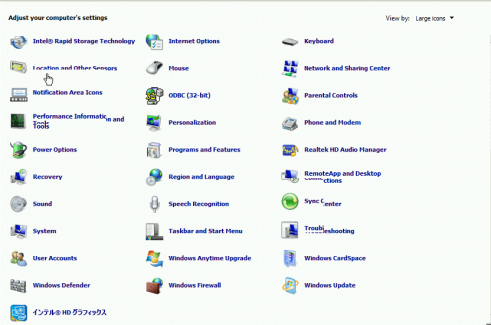 Adjust your computer's settings
View by: Large icons
Intel® Rapid Storage Technology
Internet Options
Keyboard
Location and Other Sensors
Mouse
Network and Sharing Center
Notification Area Icons
ODBC (32-bit)
Parental Controls
Performance Informatic on and
Tools
Personalization
Phone and Modem
Power Options
Programs and Features
Realtek HD Audio Manager
Recovery
Region and Language
RemoteApp and Desktop
ctions
Sound
Speech Recognition
Sync Center
System
Taskbar and Start Menu
Troubleshooting
User Accounts
Windows Anytime Upgrade
Windows CardSpace
Windows Defender
Windows Firewall
Windows Update
インテル® HD グラフィックス